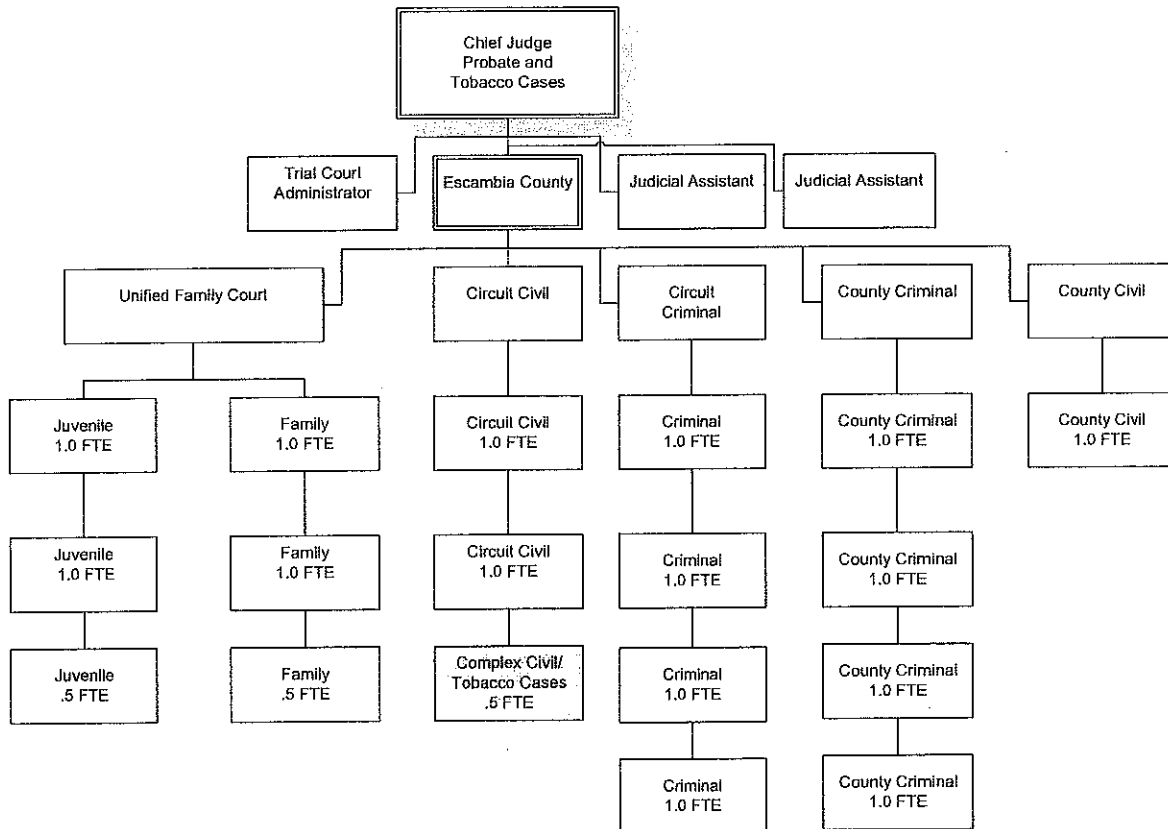 Chief Judge
Probate and
Tobacco Cases
Trial Court
Administrator
Escambia County
Judicial Assistant
Judicial Assistant
Unified Family Court
Circuit Civil
Circuit
Criminal
County Criminal
County Civil
Juvenile
1.0 FTE
Family
1.0 FTE
Circuit Civil
1.0 FTE
Criminal
1.0 FTE
County Criminal
1.0 FTE
County Civil
1.0 FTE
Juvenile
1.0 FTE
Family
1.0 FTE
Circuit Civil
1.0 FTE
Criminal
1.0 FTE
County Criminal
1.0 FTE
Juvenile
.5 FTE
Family
.5 FTE
Complex Civil/
Tobacco Cases
.5 FTE
Criminal
1.0 FTE
County Criminal
1.0 FTE
Criminal
1.0 FTE
County Criminal
1.0 FTE